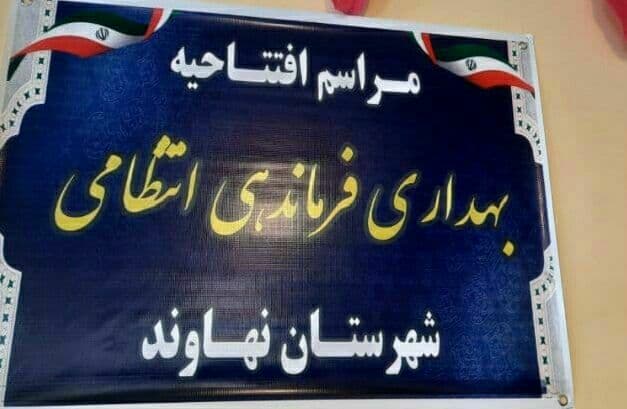 مراسم افتتاحیه
بهداری فرماندهی انتظامی
شهرستان نهاوند